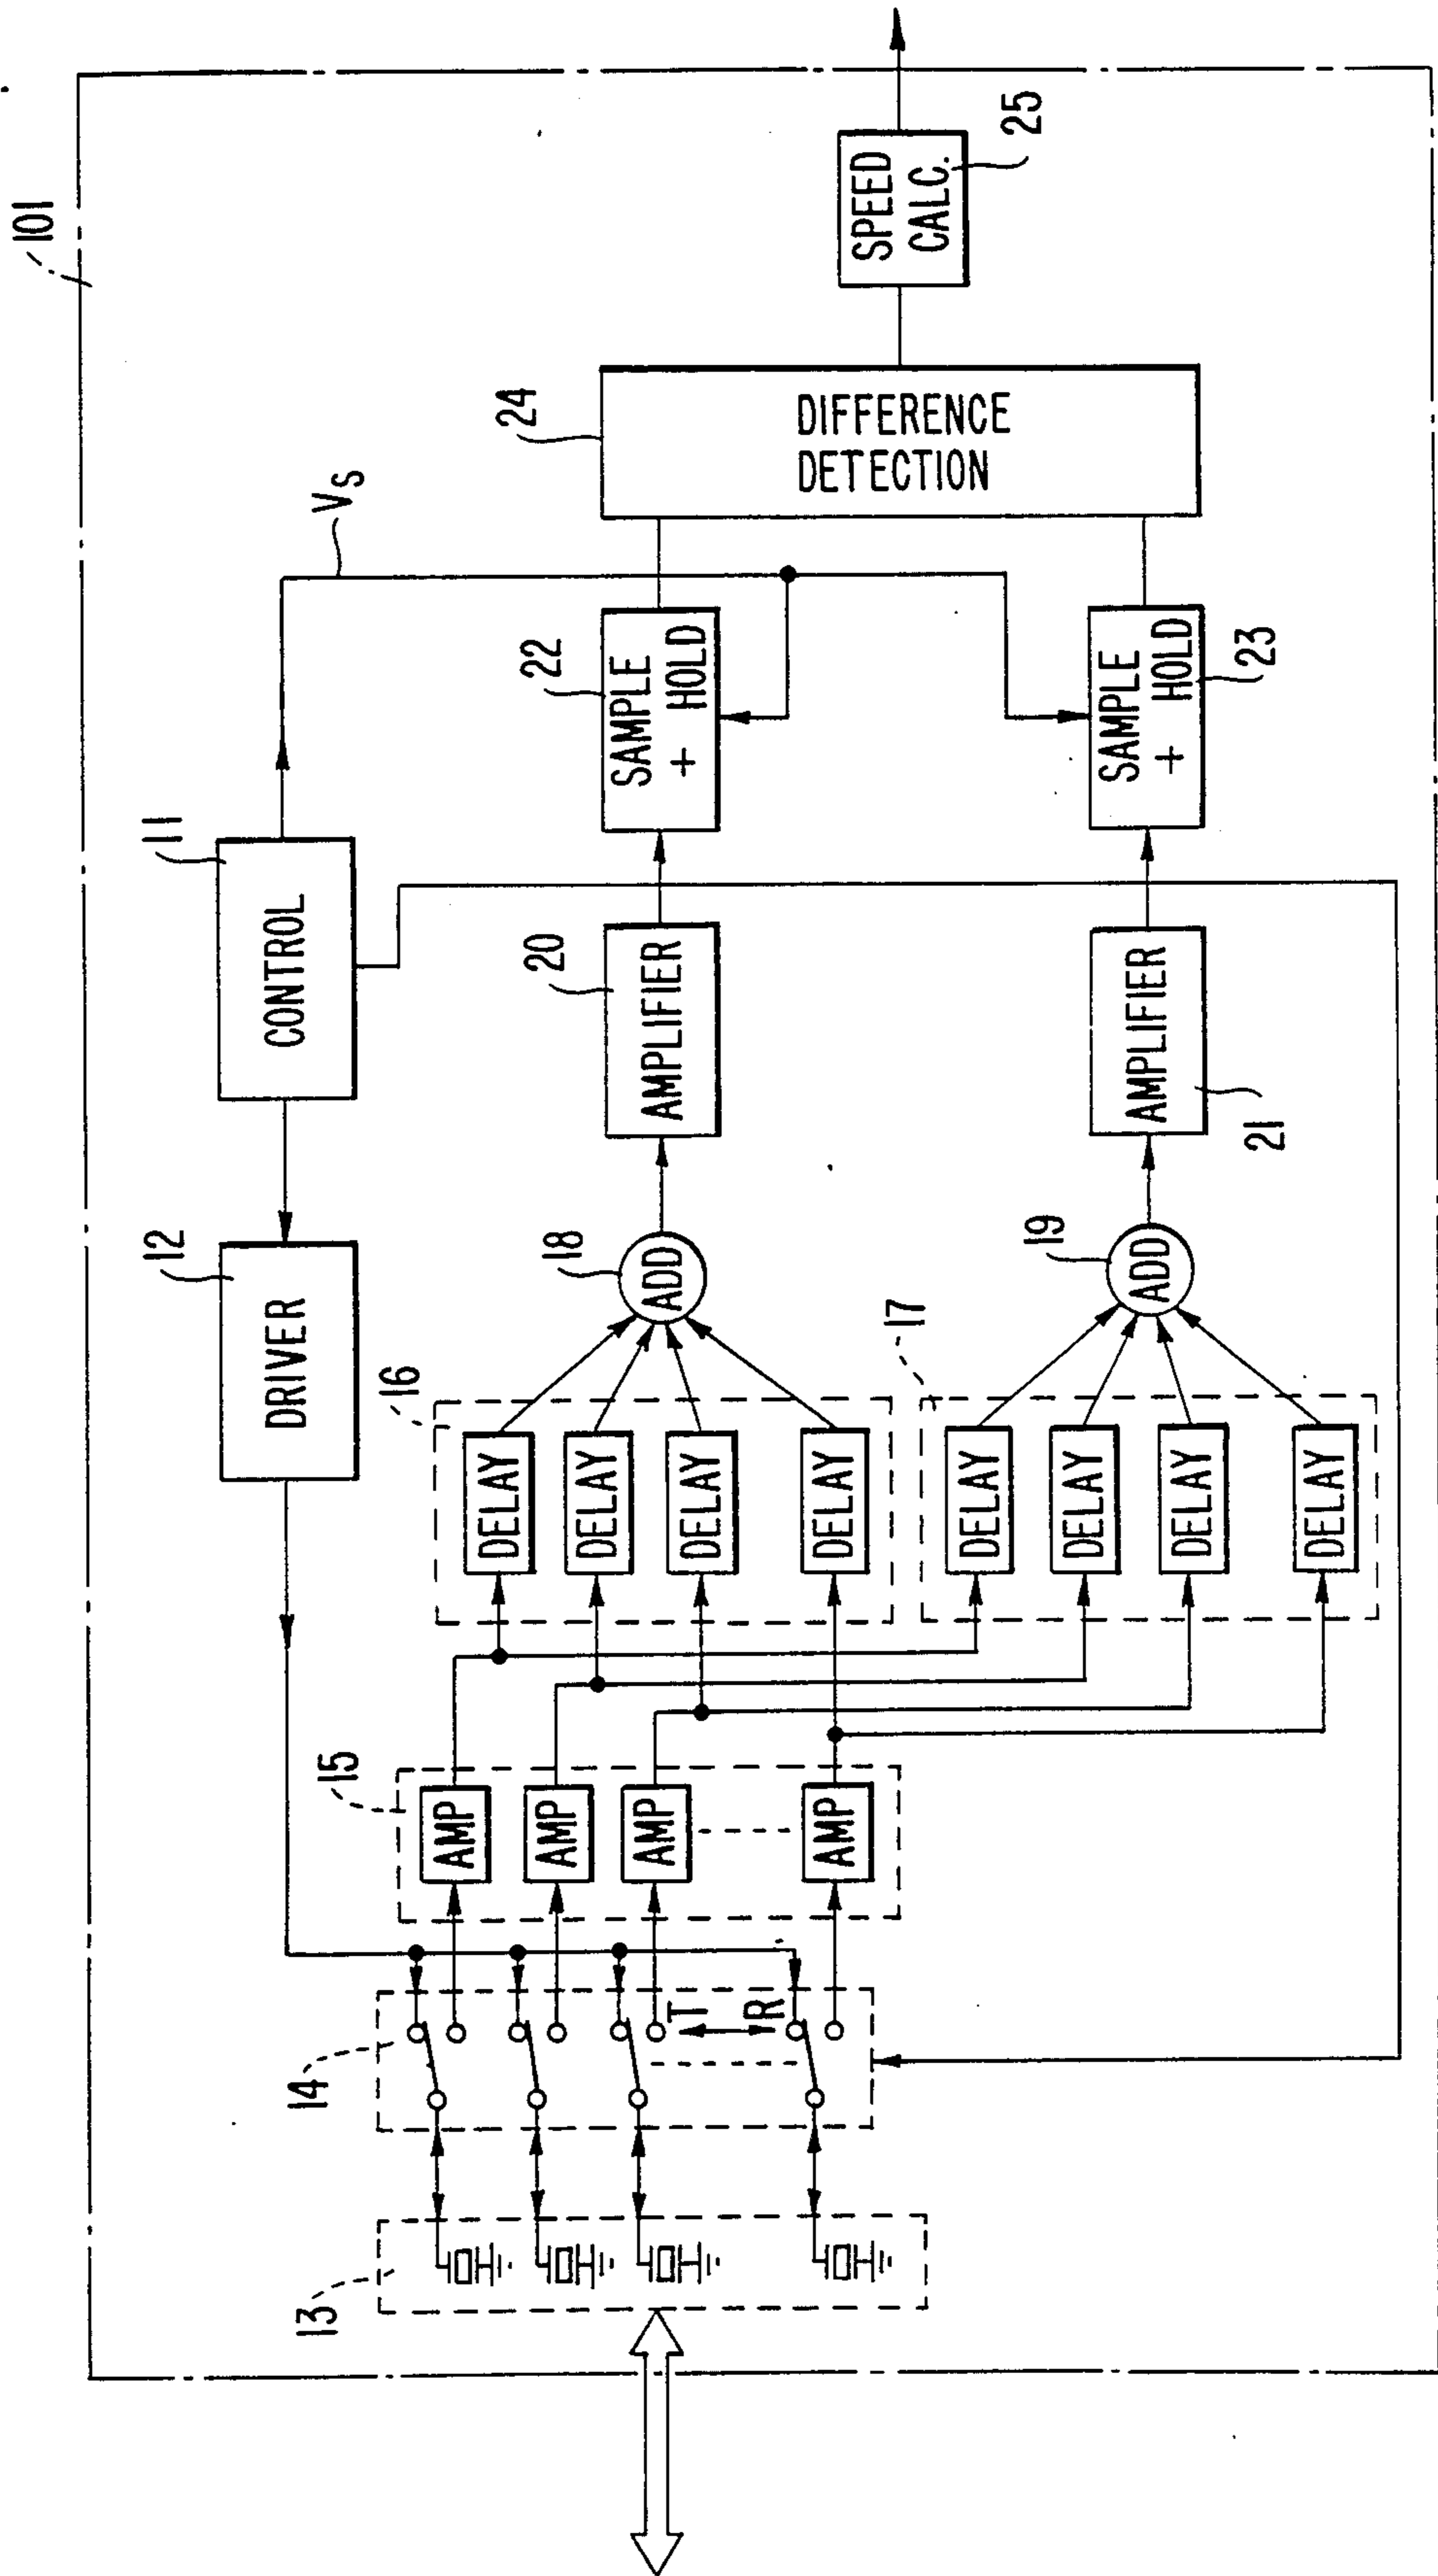 101
11
CONTROL
12
DRIVER
Vs
13
14
T
R
15
AMP
AMP
AMP
AMP
16
DELAY
DELAY
DELAY
DELAY
17
DELAY
DELAY
DELAY
DELAY
18
ADD
19
ADD
20
AMPLIFIER
21
AMPLIFIER
22
SAMPLE
+ HOLD
23
SAMPLE
+ HOLD
24
DIFFERENCE
DETECTION
SPEED
CALC.
25